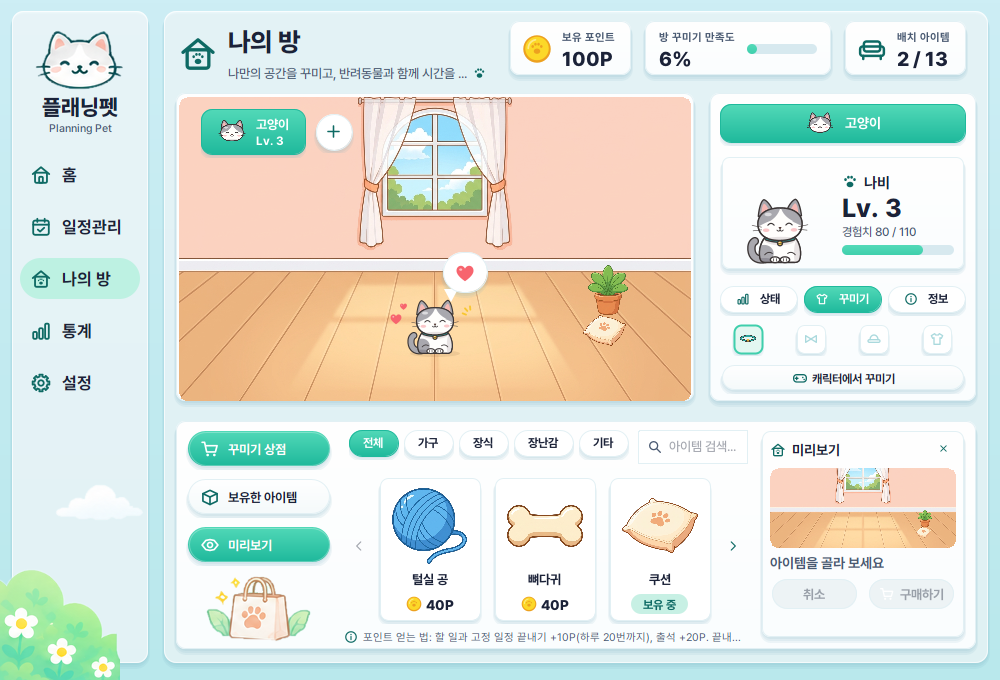 플래닝펫
Planning Pet
홈
일정관리
나의 방
통계
설정
나의 방
나만의 공간을 꾸미고, 반려동물과 함께 시간을 ...
보유 포인트
100P
방 꾸미기 만족도
6%
배치 아이템
2 / 13
고양이
Lv. 3
+
고양이
나비
Lv. 3
경험치 80 / 110
상태
꾸미기
정보
캐릭터에서 꾸미기
꾸미기 상점
보유한 아이템
미리보기
전체
가구
장식
장난감
기타
아이템 검색...
털실 공
40P
뼈다귀
40P
쿠션
보유 중
포인트 얻는 법: 할 일과 고정 일정 끝내기 +10P(하루 20번까지), 출석 +20P. 끝내...
미리보기
아이템을 골라 보세요
취소
구매하기